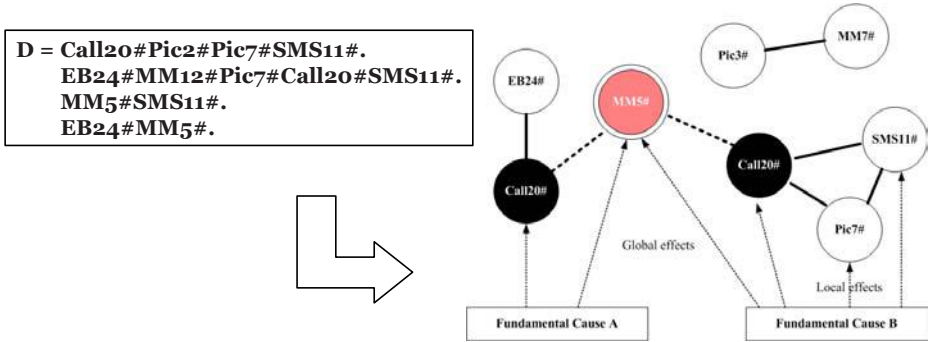 D = Call20#Pic2#Pic7#SMS11#.
EB24#MM12#Pic7#Call20#SMS11#.
MM5#SMS11#.
EB24#MM5#.
EB24#
MM5#
Pic3#
MM7#
Call20#
Call20#
SMS11#
Pic7#
Global effects
Local effects
Fundamental Cause A
Fundamental Cause B